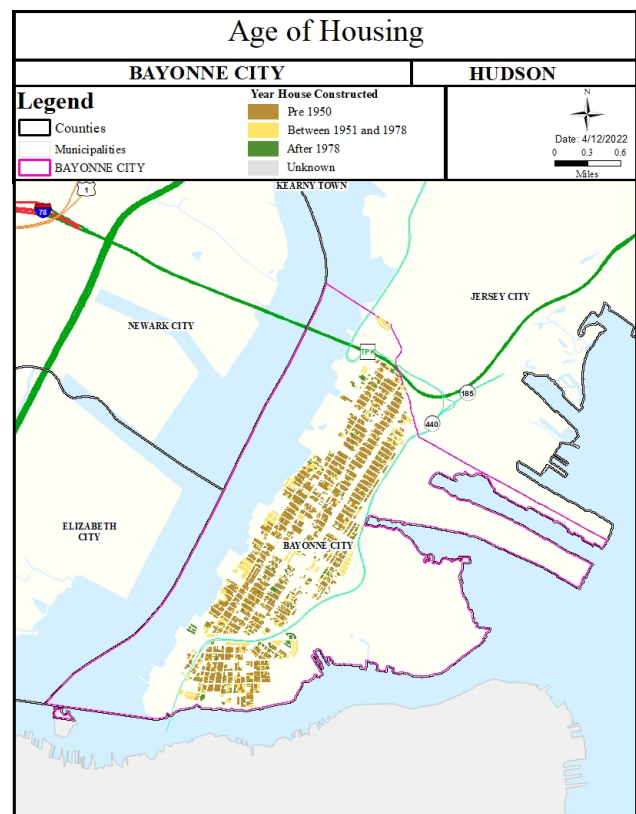 Age of Housing
BAYONNE CITY
HUDSON
Legend
Counties
Municipalities
BAYONNE CITY
Year House Constructed
Pre 1950
Between 1951 and 1978
After 1978
Unknown
N
Date: 4/12/2022
0 0.3 0.6
Miles
KEARNY TOWN
1
78
JERSEY CITY
NEWARK CITY
TPK
185
440
ELIZABETH
CITY
BAYONNE CITY